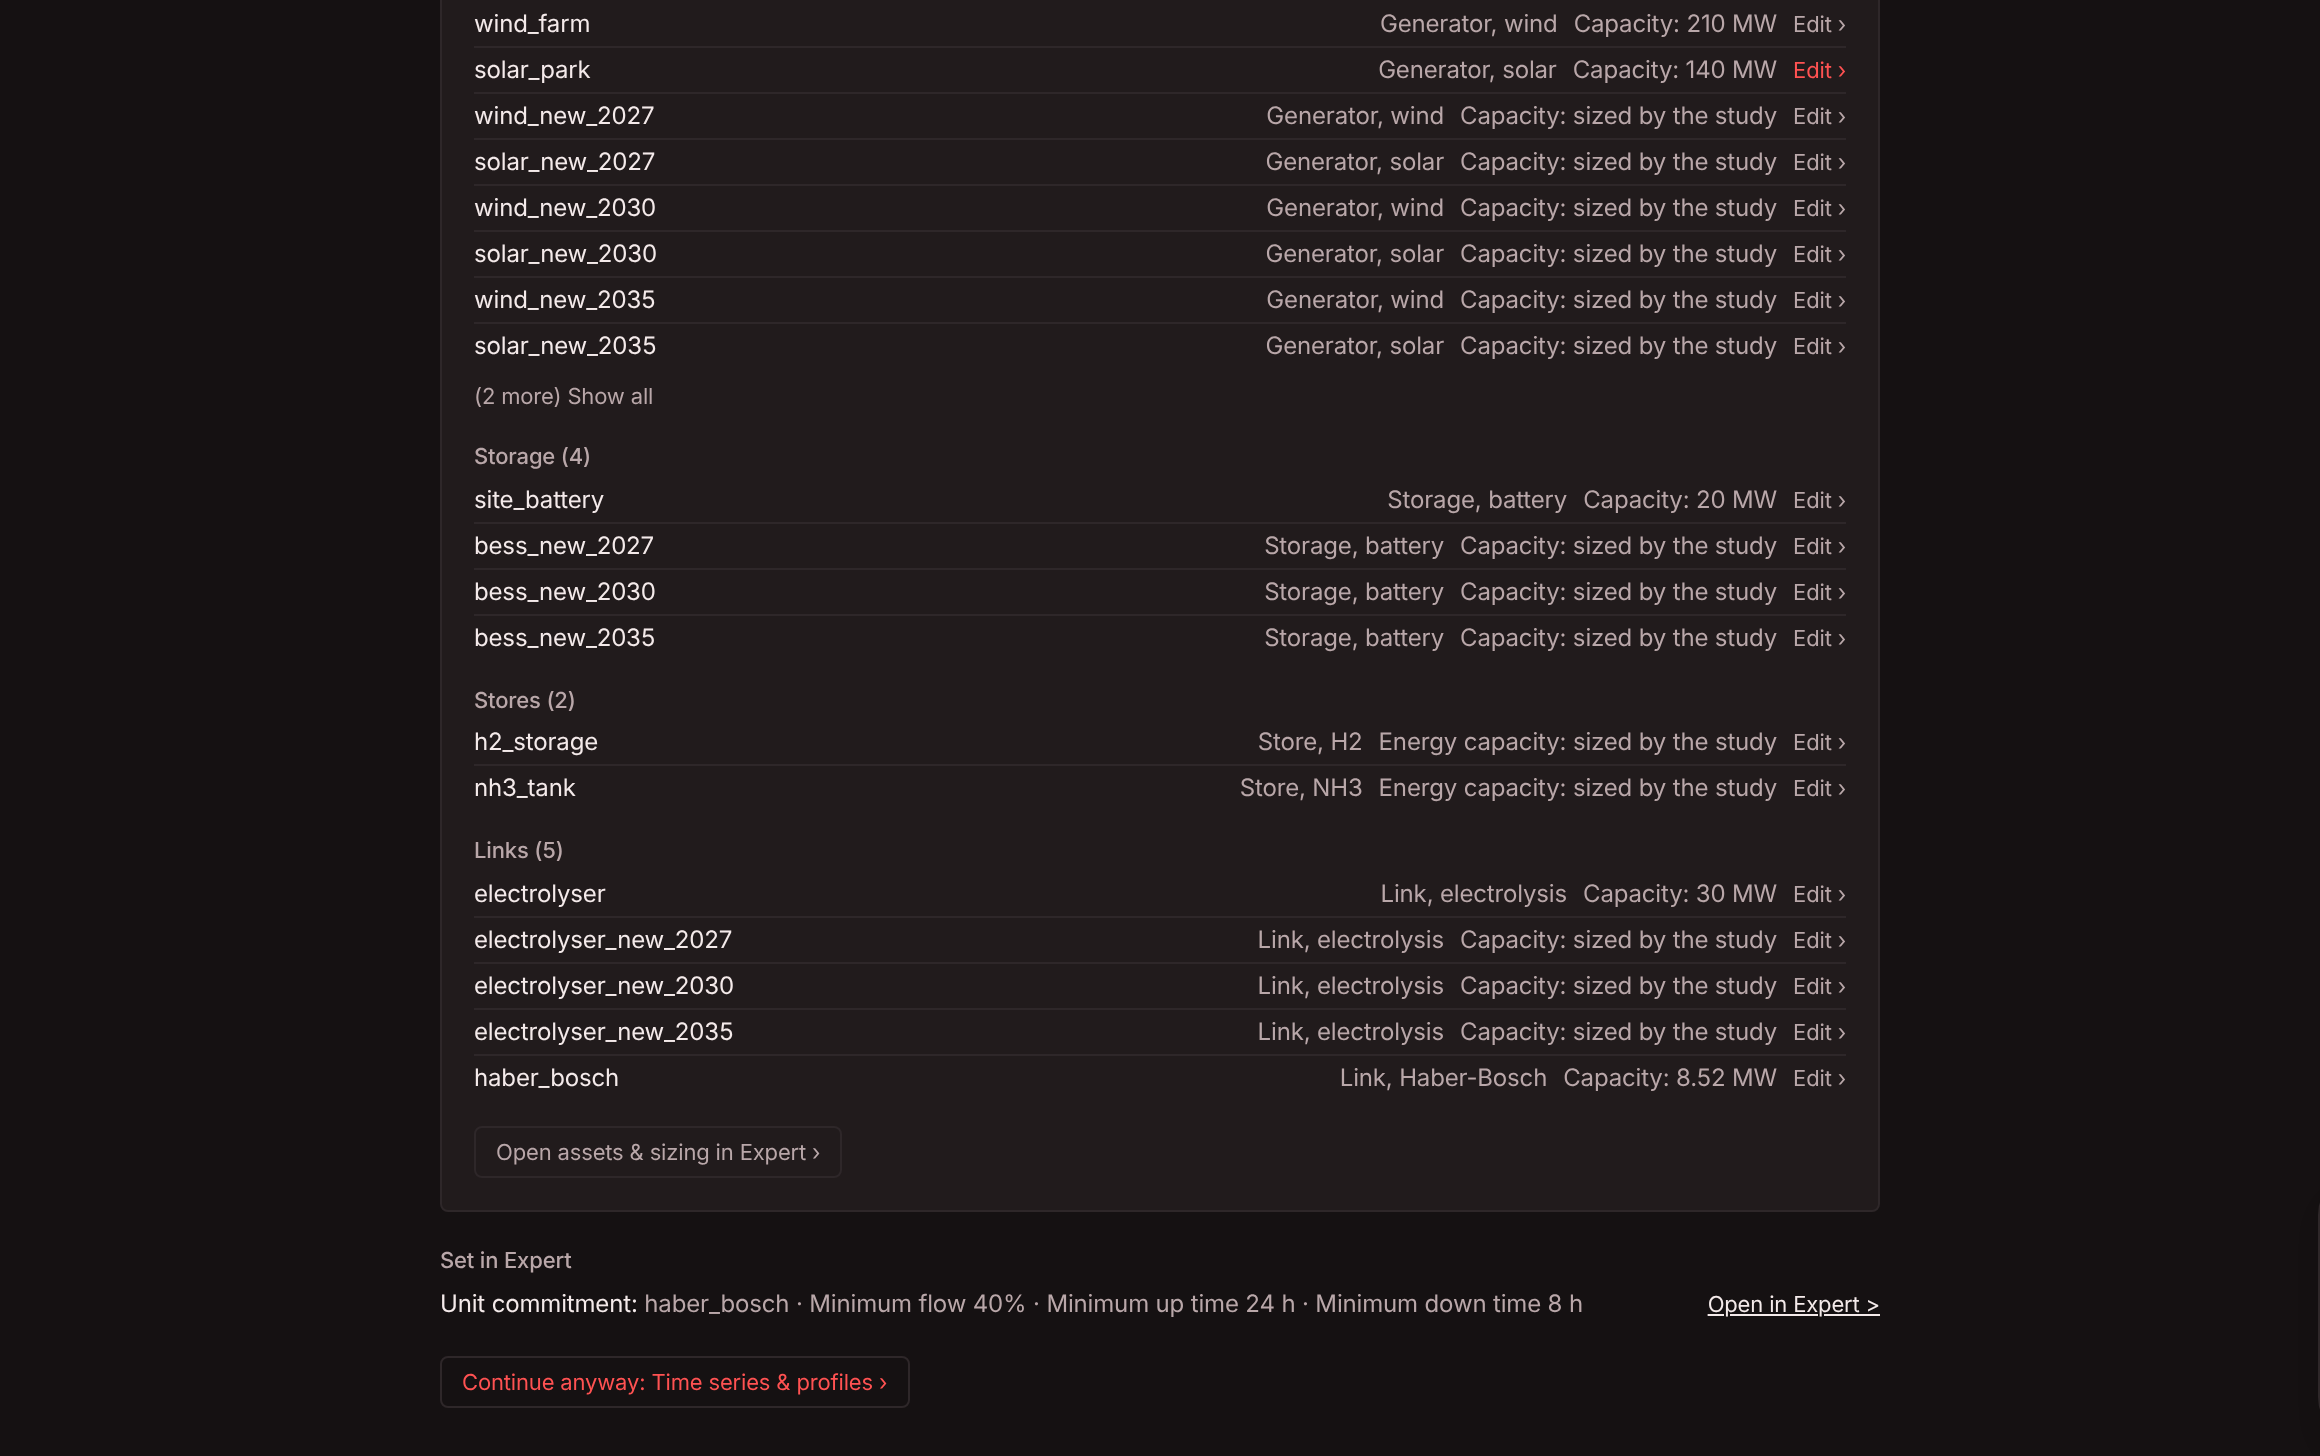 wind_farm Generator, wind Capacity: 210 MW Edit ›
solar_park Generator, solar Capacity: 140 MW Edit ›
wind_new_2027 Generator, wind Capacity: sized by the study Edit ›
solar_new_2027 Generator, solar Capacity: sized by the study Edit ›
wind_new_2030 Generator, wind Capacity: sized by the study Edit ›
solar_new_2030 Generator, solar Capacity: sized by the study Edit ›
wind_new_2035 Generator, wind Capacity: sized by the study Edit ›
solar_new_2035 Generator, solar Capacity: sized by the study Edit ›
(2 more) Show all
Storage (4)
site_battery Storage, battery Capacity: 20 MW Edit ›
bess_new_2027 Storage, battery Capacity: sized by the study Edit ›
bess_new_2030 Storage, battery Capacity: sized by the study Edit ›
bess_new_2035 Storage, battery Capacity: sized by the study Edit ›
Stores (2)
h2_storage Store, H2 Energy capacity: sized by the study Edit ›
nh3_tank Store, NH3 Energy capacity: sized by the study Edit ›
Links (5)
electrolyser Link, electrolysis Capacity: 30 MW Edit ›
electrolyser_new_2027 Link, electrolysis Capacity: sized by the study Edit ›
electrolyser_new_2030 Link, electrolysis Capacity: sized by the study Edit ›
electrolyser_new_2035 Link, electrolysis Capacity: sized by the study Edit ›
haber_bosch Link, Haber-Bosch Capacity: 8.52 MW Edit ›
Open assets & sizing in Expert ›
Set in Expert
Unit commitment: haber_bosch · Minimum flow 40% · Minimum up time 24 h · Minimum down time 8 h Open in Expert >
Continue anyway: Time series & profiles ›